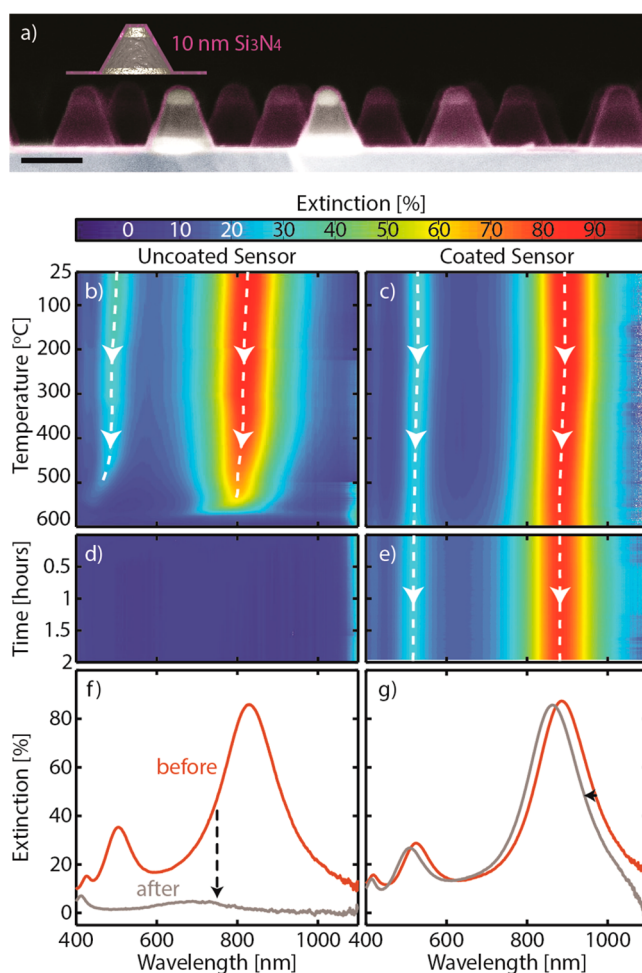 a)
10 nm Si₃N₄
Extinction [%]
0 10 23 30 40 50 60 70 80 90
Uncoated Sensor Coated Sensor
25
b) c)
100
200
300
400
500
600
Temperature [°C]
d) e)
0.5
1
1.5
2
Time [hours]
f) g)
80
60
40
20
0
Extinction [%]
before
after
400 600 800 1000 400 600 800 1000
Wavelength [nm] Wavelength [nm]